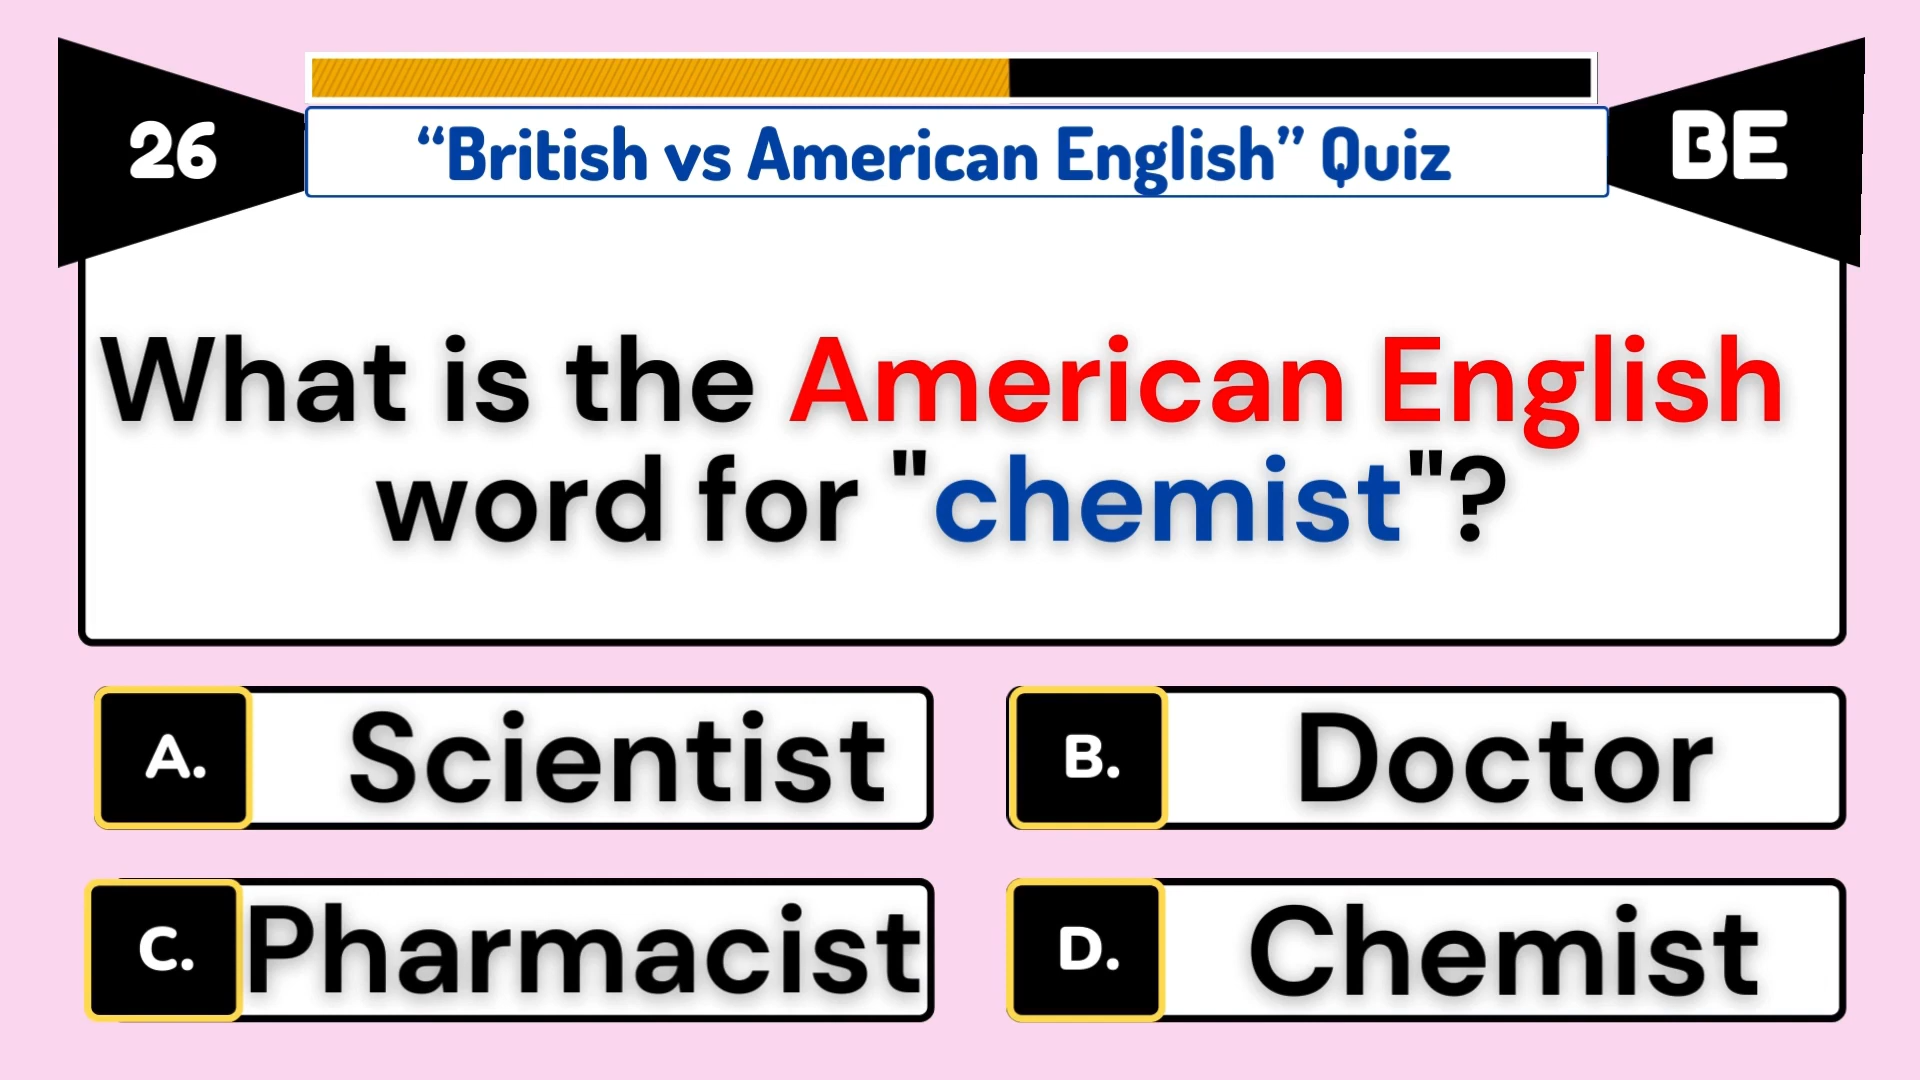 26
“British vs American English” Quiz
BE
What is the American English
word for "chemist"?
A. Scientist
B. Doctor
C. Pharmacist
D. Chemist